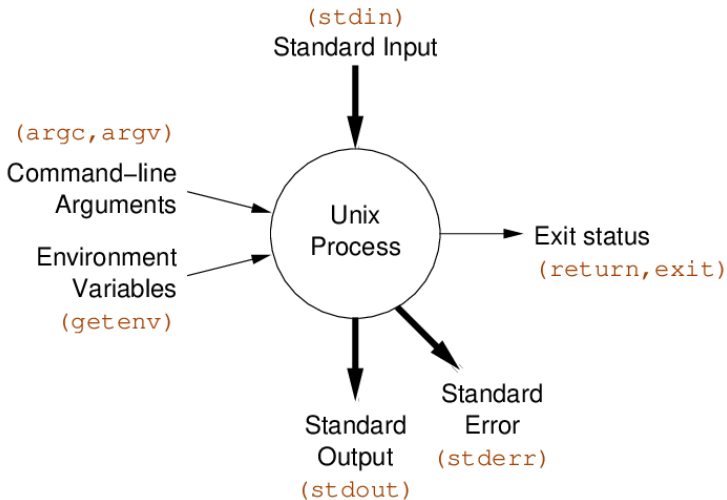 (stdin)
Standard Input
(argc,argv)
Command−line
Arguments
Unix
Process
Environment
Variables
(getenv)
Exit status
(return,exit)
Standard
Output
(stdout)
Standard
Error
(stderr)